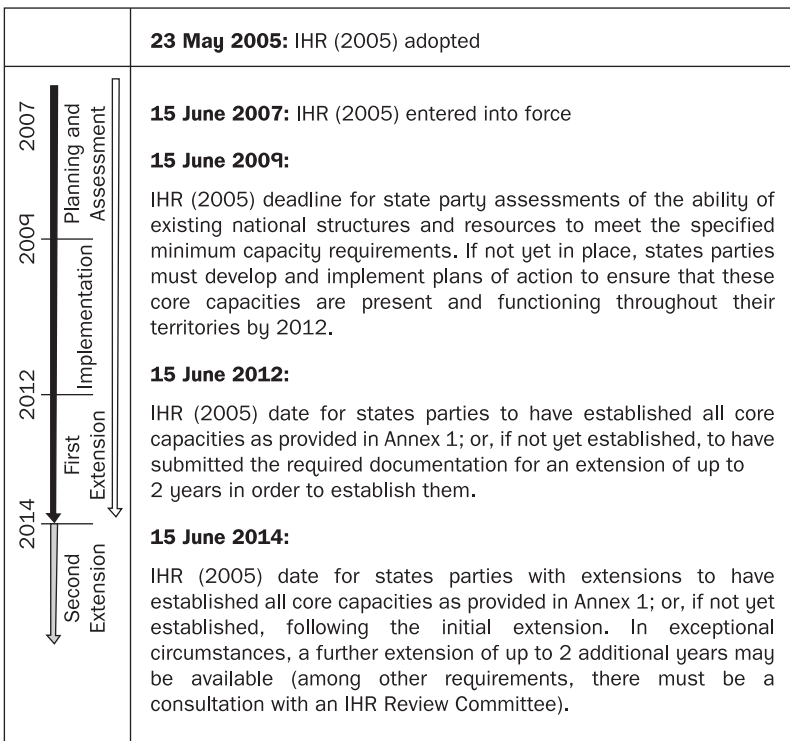 23 May 2005: IHR (2005) adopted
2007
2009
2012
2014
Planning and
Assessment
Implementation
First
Extension
Second
Extension
15 June 2007: IHR (2005) entered into force
15 June 2009:
IHR (2005) deadline for state party assessments of the ability of
existing national structures and resources to meet the specified
minimum capacity requirements. If not yet in place, states parties
must develop and implement plans of action to ensure that these
core capacities are present and functioning throughout their
territories by 2012.
15 June 2012:
IHR (2005) date for states parties to have established all core
capacities as provided in Annex 1; or, if not yet established, to have
submitted the required documentation for an extension of up to
2 years in order to establish them.
15 June 2014:
IHR (2005) date for states parties with extensions to have
established all core capacities as provided in Annex 1; or, if not yet
established, following the initial extension. In exceptional
circumstances, a further extension of up to 2 additional years may
be available (among other requirements, there must be a
consultation with an IHR Review Committee).